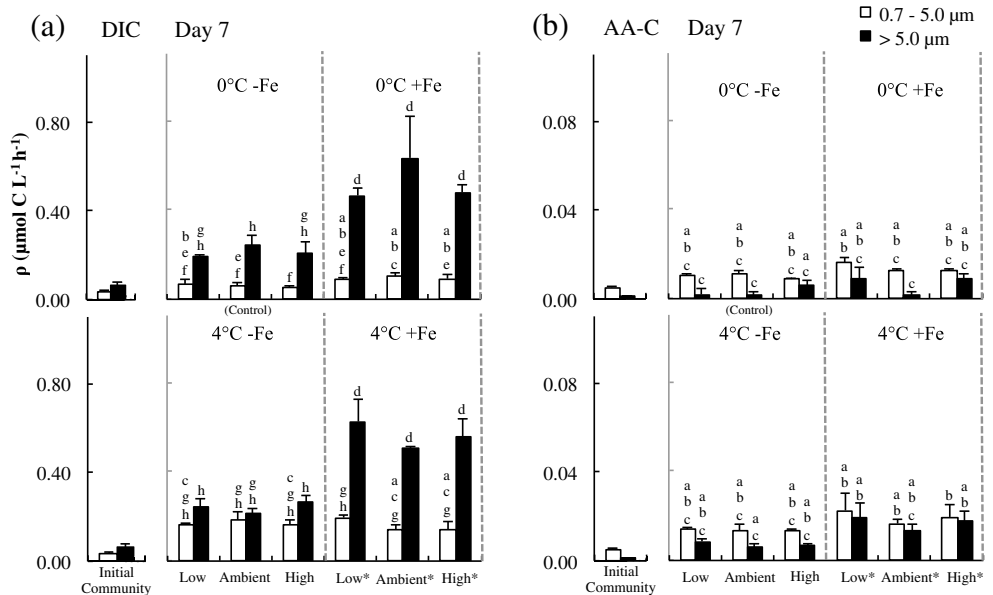 (a) DIC Day 7
(b) AA-C Day 7
0.7 - 5.0 μm
> 5.0 μm
ρ (μmol C L-1 h-1)
0°C -Fe
0°C +Fe
0.80
0.40
0.00
b
e
f
g
h
e
f
h
f
g
h
a
b
e
f
d
a
b
c
d
a
b
e
d
(Control)
4°C -Fe
4°C +Fe
0.80
0.40
0.00
c
g
h
h
g
h
g
h
c
g
h
h
g
h
d
a
c
g
d
a
c
g
d
Initial
Community
Low Ambient High Low* Ambient* High*
0°C -Fe
0°C +Fe
0.08
0.04
0.00
a
b
c
c
a
b
c
c
a
b
c
a
c
a
b
a
b
c
a
b
c
c
a
b
c
a
b
c
(Control)
4°C -Fe
4°C +Fe
0.08
0.04
0.00
a
b
c
a
b
c
a
b
c
a
c
a
b
c
a
c
a
b
a
b
a
b
a
b
c
b
a
b
Initial
Community
Low Ambient High Low* Ambient* High*